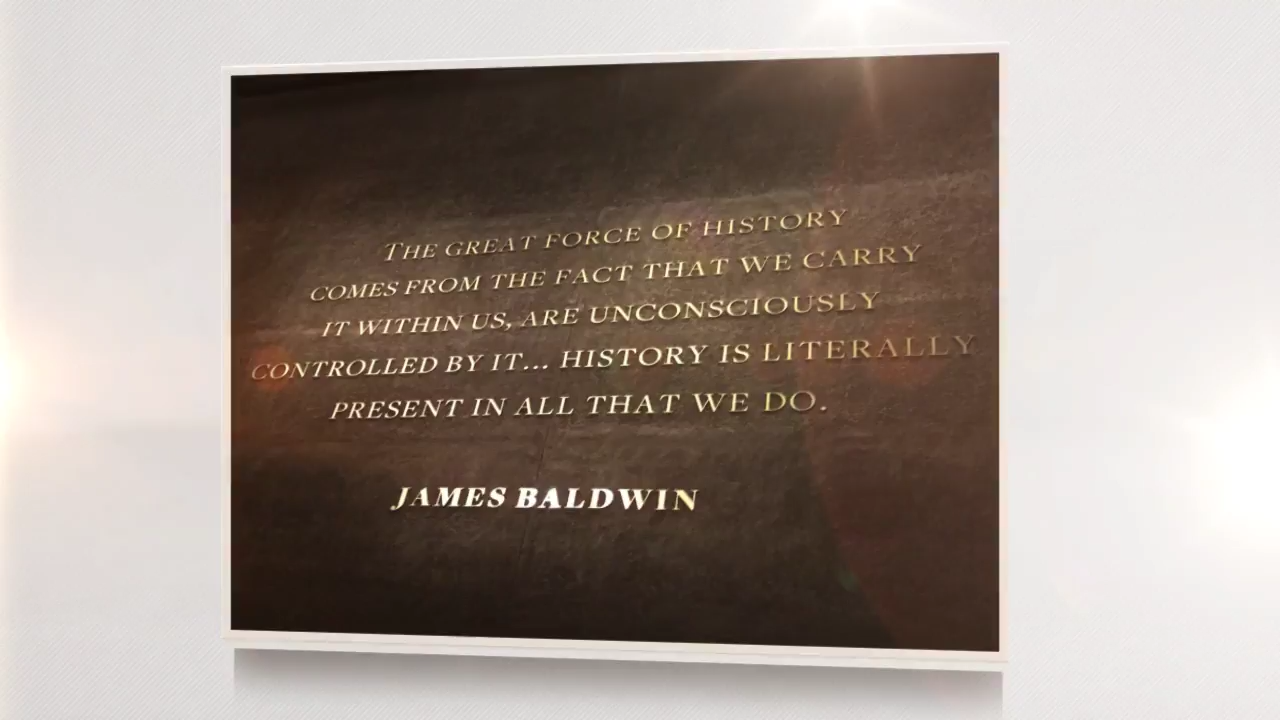 THE GREAT FORCE OF HISTORY
COMES FROM THE FACT THAT WE CARRY
IT WITHIN US, ARE UNCONSCIOUSLY
CONTROLLED BY IT... HISTORY IS LITERALLY
PRESENT IN ALL THAT WE DO.
JAMES BALDWIN